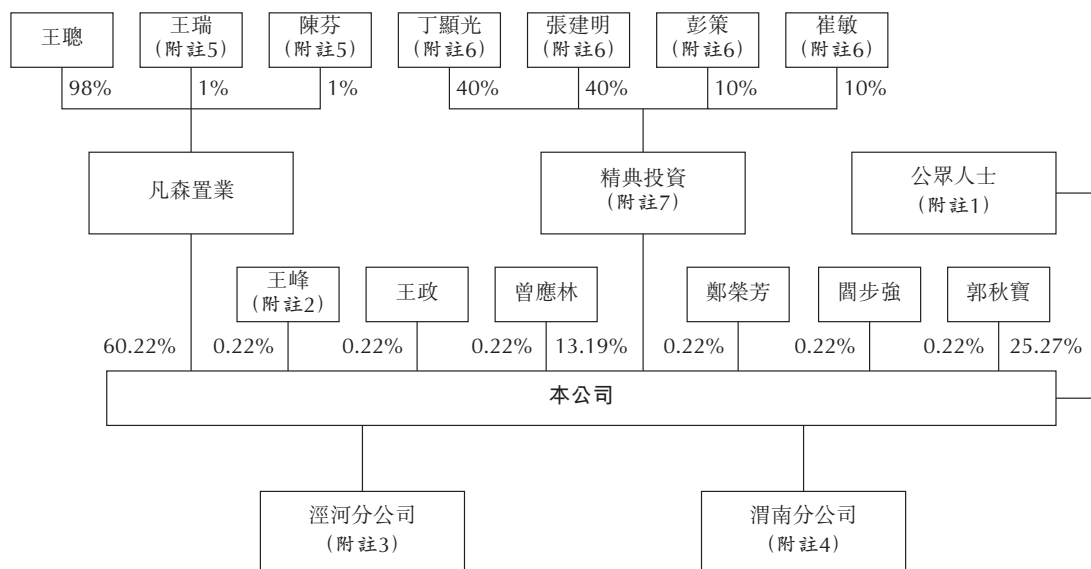 王聰
王瑞
(附註5)
陳芬
(附註5)
丁顯光
(附註6)
張建明
(附註6)
彭策
(附註6)
崔敏
(附註6)
98%
1%
1%
40%
40%
10%
10%
凡森置業
精典投資
(附註7)
公眾人士
(附註1)
王峰
(附註2)
王政
曾應林
鄭榮芳
閻步強
郭秋寶
60.22%
0.22%
0.22%
0.22%
13.19%
0.22%
0.22%
0.22%
25.27%
本公司
涇河分公司
(附註3)
渭南分公司
(附註4)